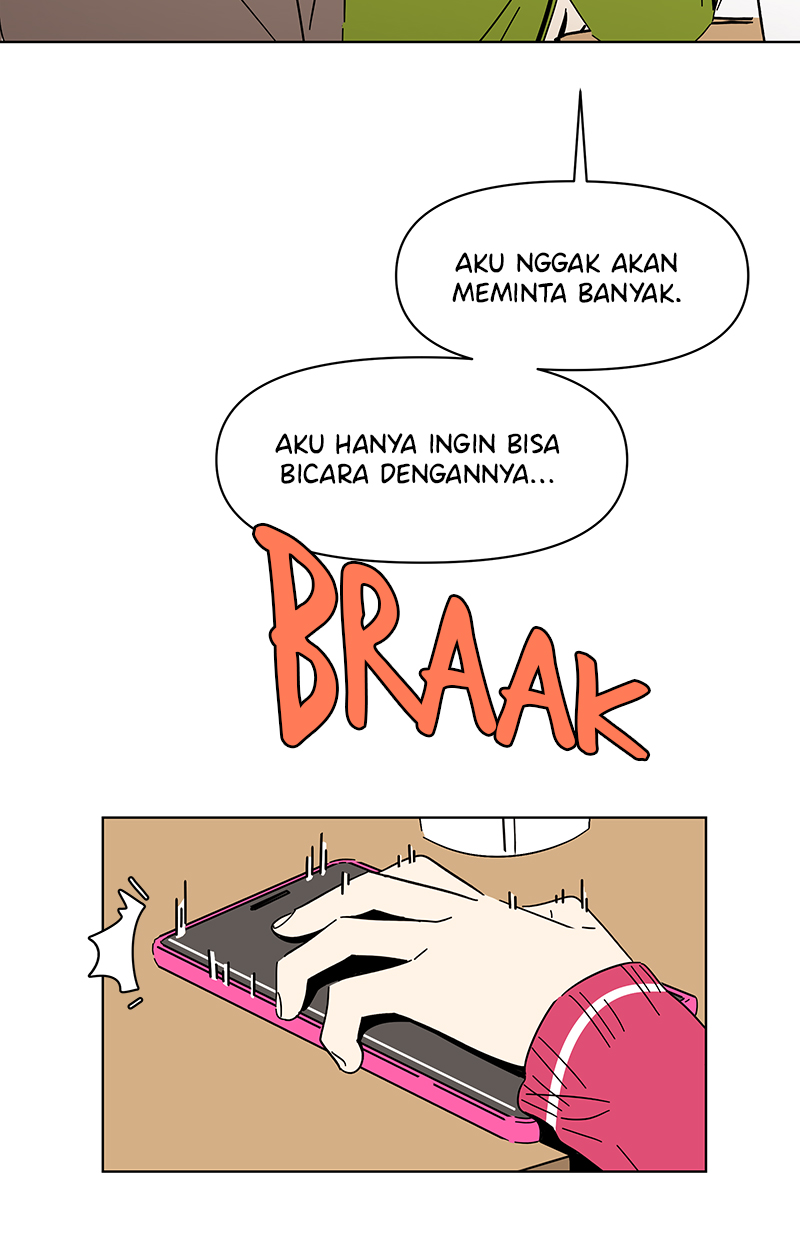 AKU NGGAK AKAN
MEMINTA BANYAK.
AKU HANYA INGIN BISA
BICARA DENGANNYA...
BRAAK